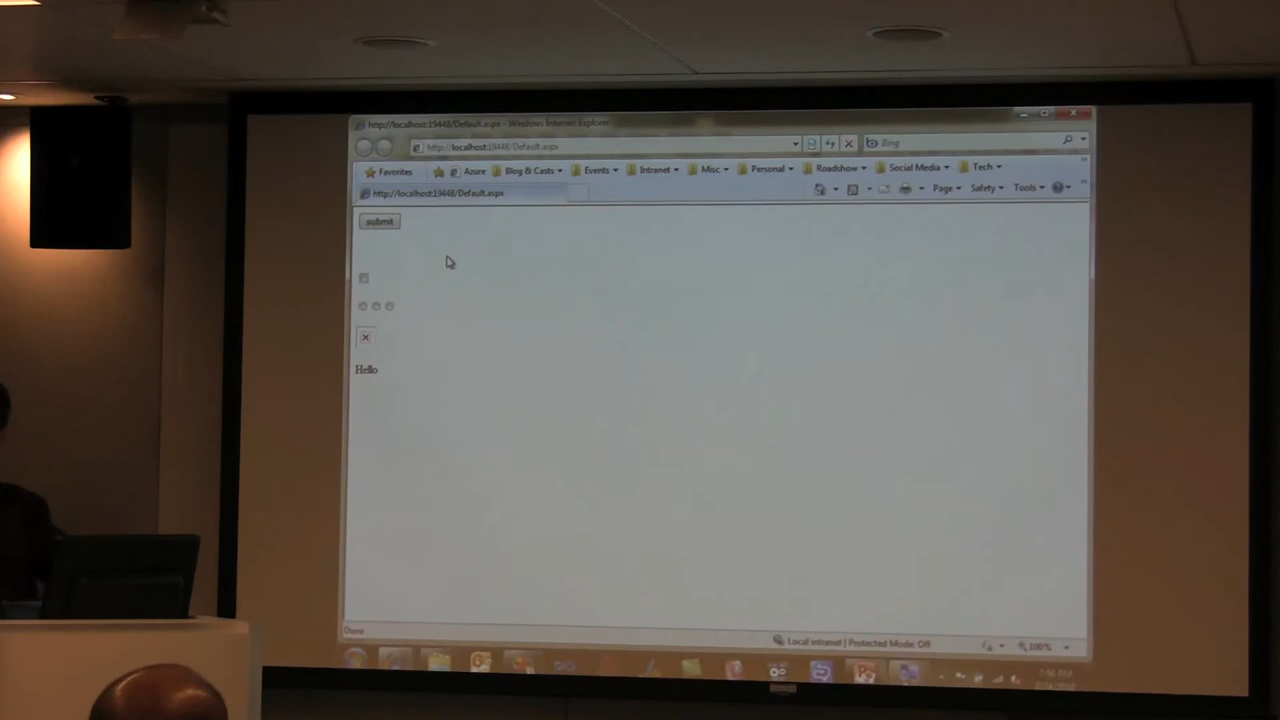 http://localhost:19448/Default.aspx - Windows Internet Explorer
http://localhost:19448/Default.aspx
Bing
Favorites Azure Blog & Casts Events Intranet Misc Personal Roadshow Social Media Tech
http://localhost:19448/Default.aspx
Page Safety Tools
submit
Hello
Done
Local intranet | Protected Mode: Off
100%